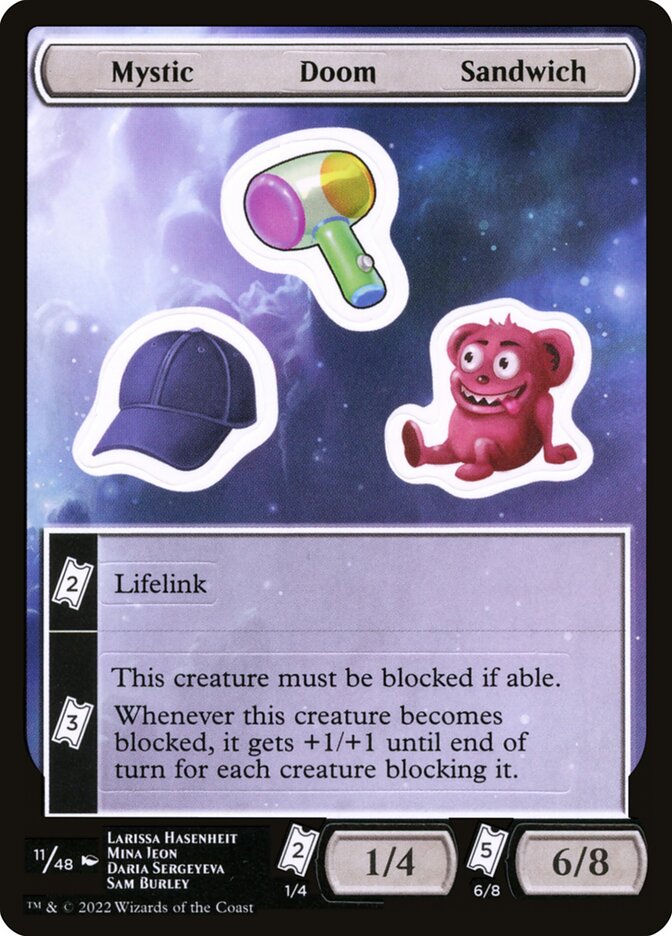 Mystic Doom Sandwich
2 Lifelink
This creature must be blocked if able.
3 Whenever this creature becomes
blocked, it gets +1/+1 until end of
turn for each creature blocking it.
11/48 Larissa Hasenheit
Mina Jeon
Daria Sergeyeva
Sam Burley
2 1/4 1/4
5 6/8 6/8
™ & © 2022 Wizards of the Coast